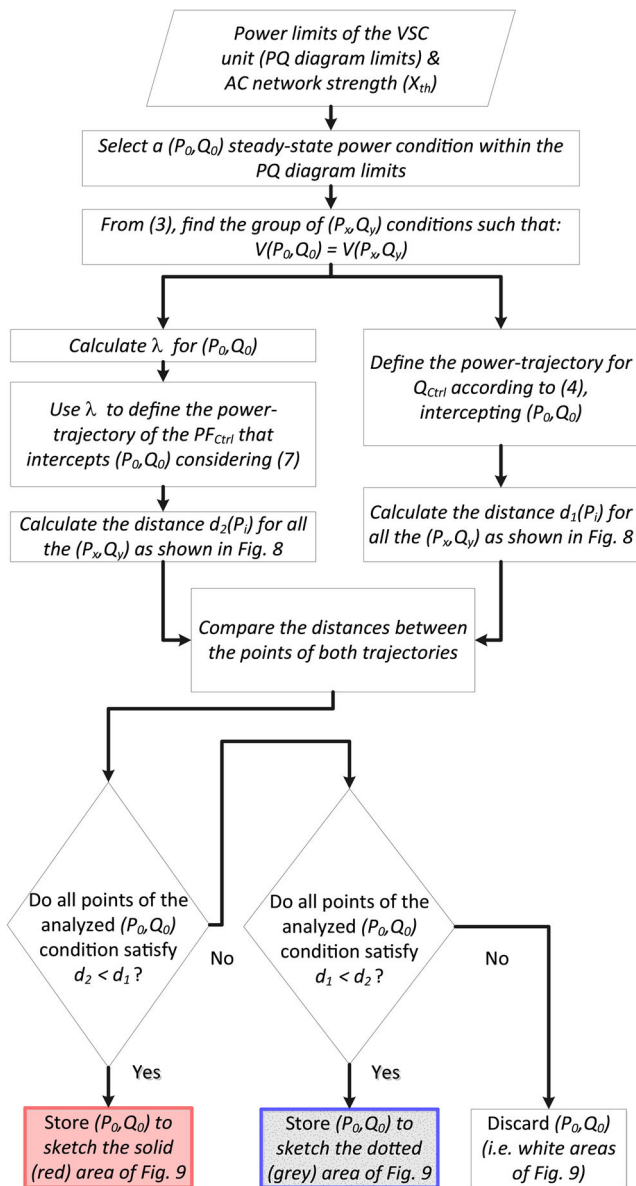 Power limits of the VSC
unit (PQ diagram limits) &
AC network strength (Xth)
Select a (P0,Q0) steady-state power condition within the
PQ diagram limits
From (3), find the group of (Px,Qy) conditions such that:
V(P0,Q0) = V(Px,Qy)
Calculate λ for (P0,Q0)
Use λ to define the power-
trajectory of the PFCtrl that
intercepts (P0,Q0) considering (7)
Calculate the distance d2(Pi) for all
the (Px,Qy) as shown in Fig. 8
Define the power-trajectory for
QCtrl according to (4),
intercepting (P0,Q0)
Calculate the distance d1(Pi) for
all the (Px,Qy) as shown in Fig. 8
Compare the distances between
the points of both trajectories
Do all points of the
analyzed (P0,Q0)
condition satisfy
d2 < d1 ?
No
Yes
Do all points of the
analyzed (P0,Q0)
condition satisfy
d1 < d2 ?
No
Yes
Store (P0,Q0) to
sketch the solid
(red) area of Fig. 9
Store (P0,Q0) to
sketch the dotted
(grey) area of Fig. 9
Discard (P0,Q0)
(i.e. white areas
of Fig. 9)